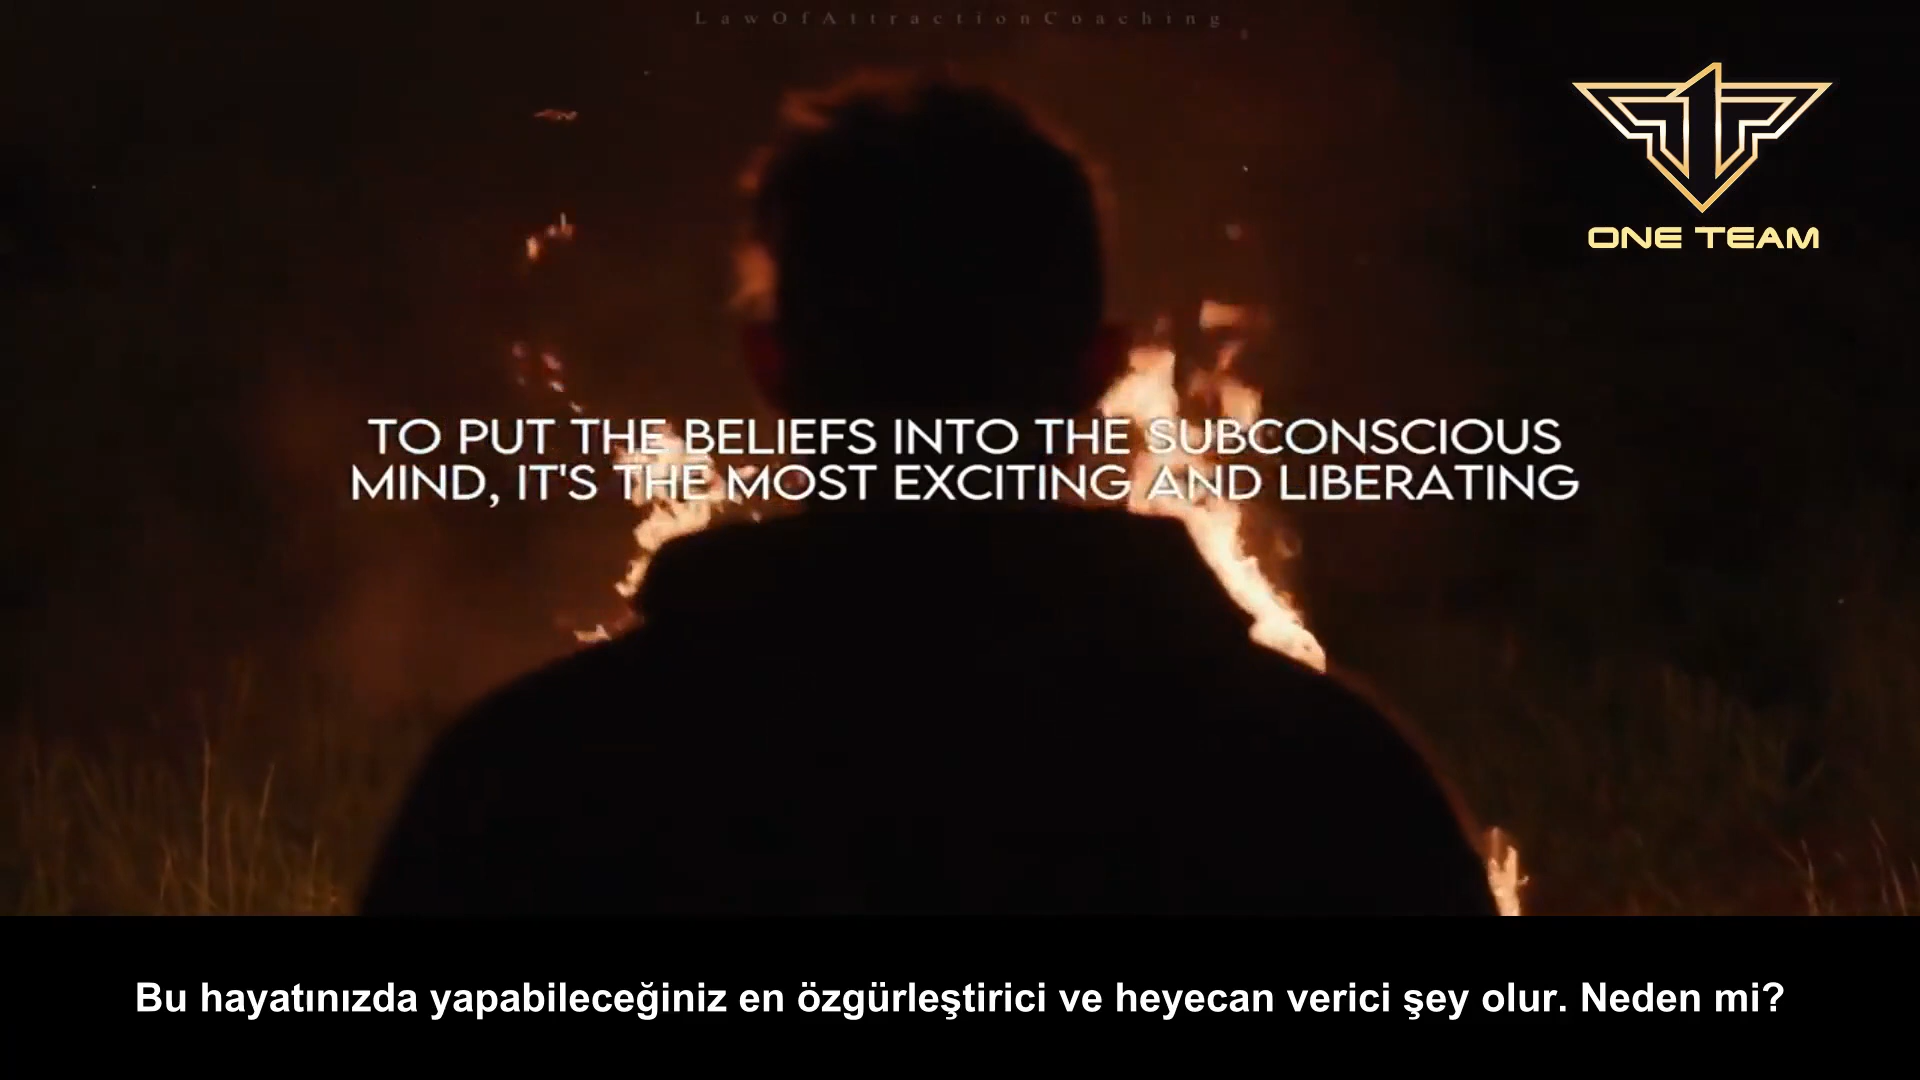 LawOfAttractionCoaching
ONE TEAM
TO PUT THE BELIEFS INTO THE SUBCONSCIOUS
MIND, IT'S THE MOST EXCITING AND LIBERATING
Bu hayatınızda yapabileceğiniz en özgürleştirici ve heyecan verici şey olur. Neden mi?